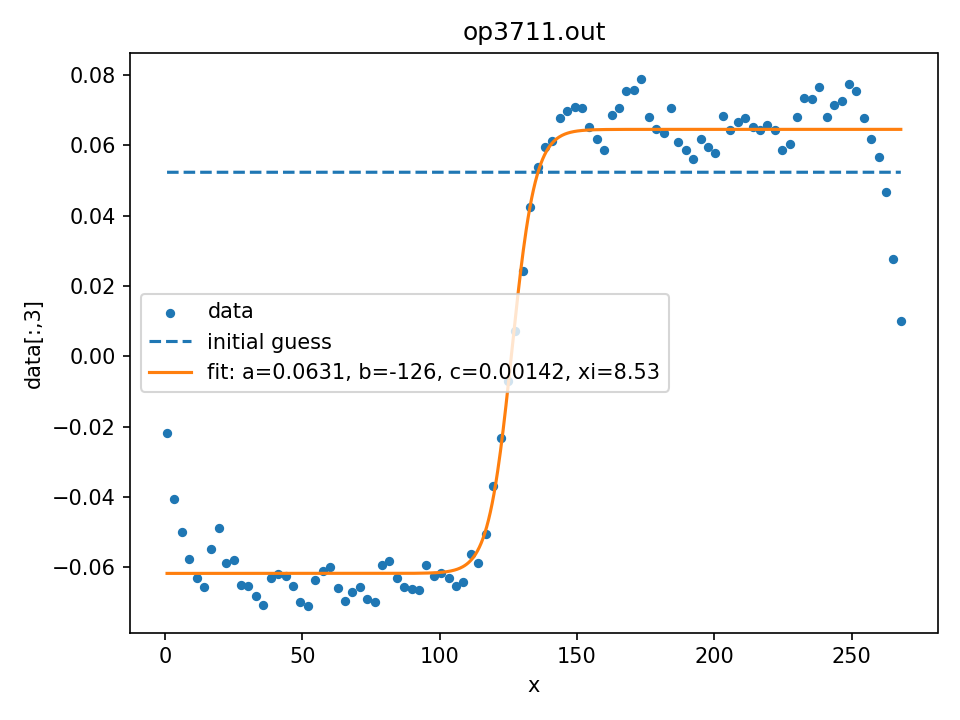 op3711.out
0.08
0.06
0.04
0.02
0.00
−0.02
−0.04
−0.06
data[:,3]
data
initial guess
fit: a=0.0631, b=-126, c=0.00142, xi=8.53
0 50 100 150 200 250
x